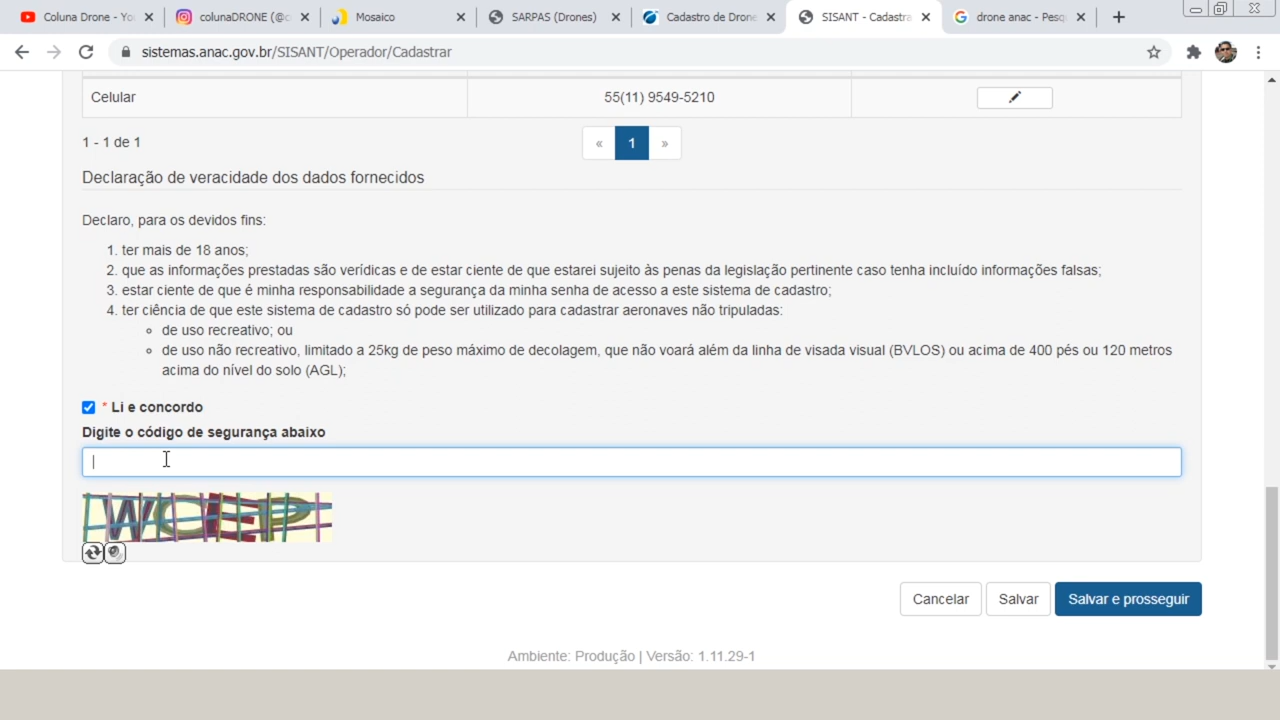 Coluna Drone - You
colunaDRONE (@c
Mosaico
SARPAS (Drones)
Cadastro de Drone
SISANT - Cadastra
drone anac - Pesq
sistemas.anac.gov.br/SISANT/Operador/Cadastrar
Celular 55(11) 9549-5210
1 - 1 de 1 « 1 »
Declaração de veracidade dos dados fornecidos
Declaro, para os devidos fins:
1. ter mais de 18 anos;
2. que as informações prestadas são verídicas e de estar ciente de que estarei sujeito às penas da legislação pertinente caso tenha incluído informações falsas;
3. estar ciente de que é minha responsabilidade a segurança da minha senha de acesso a este sistema de cadastro;
4. ter ciência de que este sistema de cadastro só pode ser utilizado para cadastrar aeronaves não tripuladas:
de uso recreativo; ou
de uso não recreativo, limitado a 25kg de peso máximo de decolagem, que não voará além da linha de visada visual (BVLOS) ou acima de 400 pés ou 120 metros
acima do nível do solo (AGL);
* Li e concordo
Digite o código de segurança abaixo
WCEP
Cancelar Salvar Salvar e prosseguir
Ambiente: Produção | Versão: 1.11.29-1